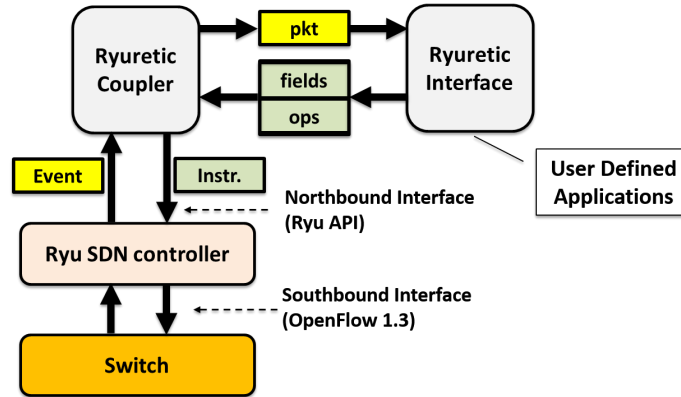 Ryuretic
Coupler
pkt
fields
ops
Ryuretic
Interface
User Defined
Applications
Event
Instr.
Northbound Interface
(Ryu API)
Ryu SDN controller
Southbound Interface
(OpenFlow 1.3)
Switch